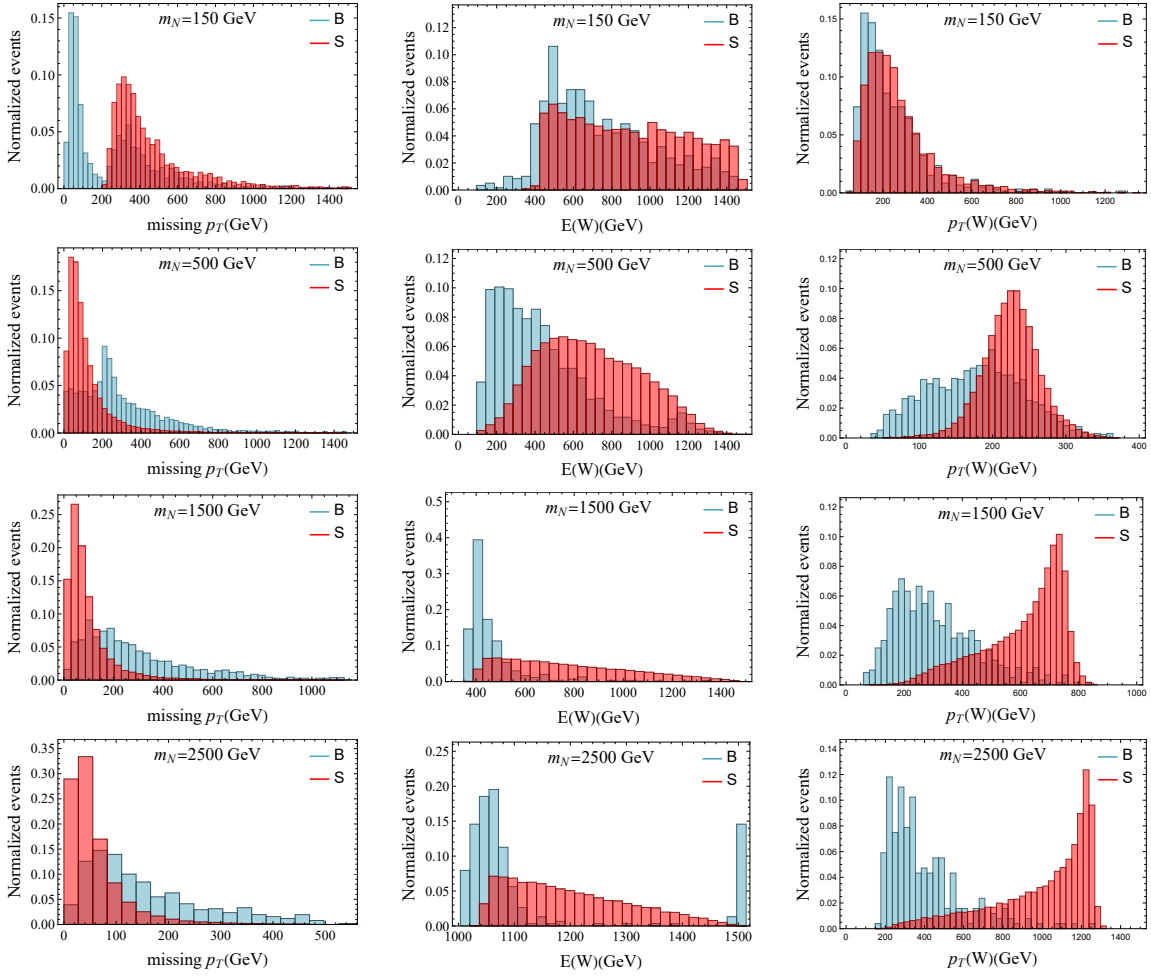 m_N=150 GeV
B
S
Normalized events
0.15
0.10
0.05
0.00
0 200 400 600 800 1000 1200 1400
missing p_T(GeV)
m_N=150 GeV
B
S
Normalized events
0.12
0.10
0.08
0.06
0.04
0.02
0.00
0 200 400 600 800 1000 1200 1400
E(W)(GeV)
m_N=150 GeV
B
S
Normalized events
0.15
0.10
0.05
0.00
200 400 600 800 1000 1200
p_T(W)(GeV)
m_N=500 GeV
B
S
Normalized events
0.15
0.10
0.05
0.00
0 200 400 600 800 1000 1200 1400
missing p_T(GeV)
m_N=500 GeV
B
S
Normalized events
0.12
0.10
0.08
0.06
0.04
0.02
0.00
0 200 400 600 800 1000 1200 1400
E(W)(GeV)
m_N=500 GeV
B
S
Normalized events
0.12
0.10
0.08
0.06
0.04
0.02
0.00
0 100 200 300 400
p_T(W)(GeV)
m_N=1500 GeV
B
S
Normalized events
0.25
0.20
0.15
0.10
0.05
0.00
0 200 400 600 800 1000
missing p_T(GeV)
m_N=1500 GeV
B
S
Normalized events
0.5
0.4
0.3
0.2
0.1
0.0
400 600 800 1000 1200 1400
E(W)(GeV)
m_N=1500 GeV
B
S
Normalized events
0.12
0.10
0.08
0.06
0.04
0.02
0.00
0 200 400 600 800 1000
p_T(W)(GeV)
m_N=2500 GeV
B
S
Normalized events
0.35
0.30
0.25
0.20
0.15
0.10
0.05
0.00
0 100 200 300 400 500
missing p_T(GeV)
m_N=2500 GeV
B
S
Normalized events
0.25
0.20
0.15
0.10
0.05
0.00
1000 1100 1200 1300 1400 1500
E(W)(GeV)
m_N=2500 GeV
B
S
Normalized events
0.14
0.12
0.10
0.08
0.06
0.04
0.02
0.00
0 200 400 600 800 1000 1200 1400
p_T(W)(GeV)